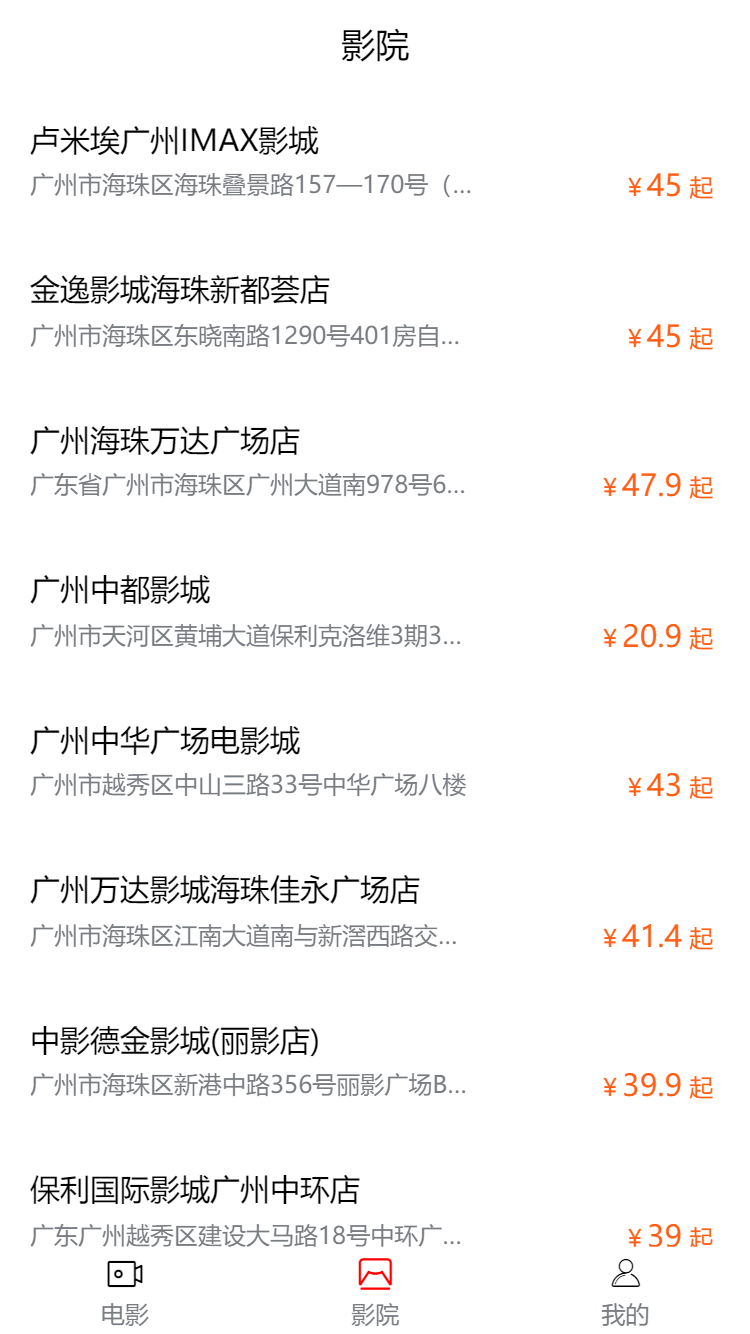 影院
卢米埃广州IMAX影城
广州市海珠区海珠叠景路157—170号（...
￥45 起
金逸影城海珠新都荟店
广州市海珠区东晓南路1290号401房自...
￥45 起
广州海珠万达广场店
广东省广州市海珠区广州大道南978号6...
￥47.9 起
广州中都影城
广州市天河区黄埔大道保利克洛维3期3...
￥20.9 起
广州中华广场电影城
广州市越秀区中山三路33号中华广场八楼
￥43 起
广州万达影城海珠佳永广场店
广州市海珠区江南大道南与新滘西路交...
￥41.4 起
中影德金影城(丽影店)
广州市海珠区新港中路356号丽影广场B...
￥39.9 起
保利国际影城广州中环店
广东广州越秀区建设大马路18号中环广...
￥39 起
电影
影院
我的